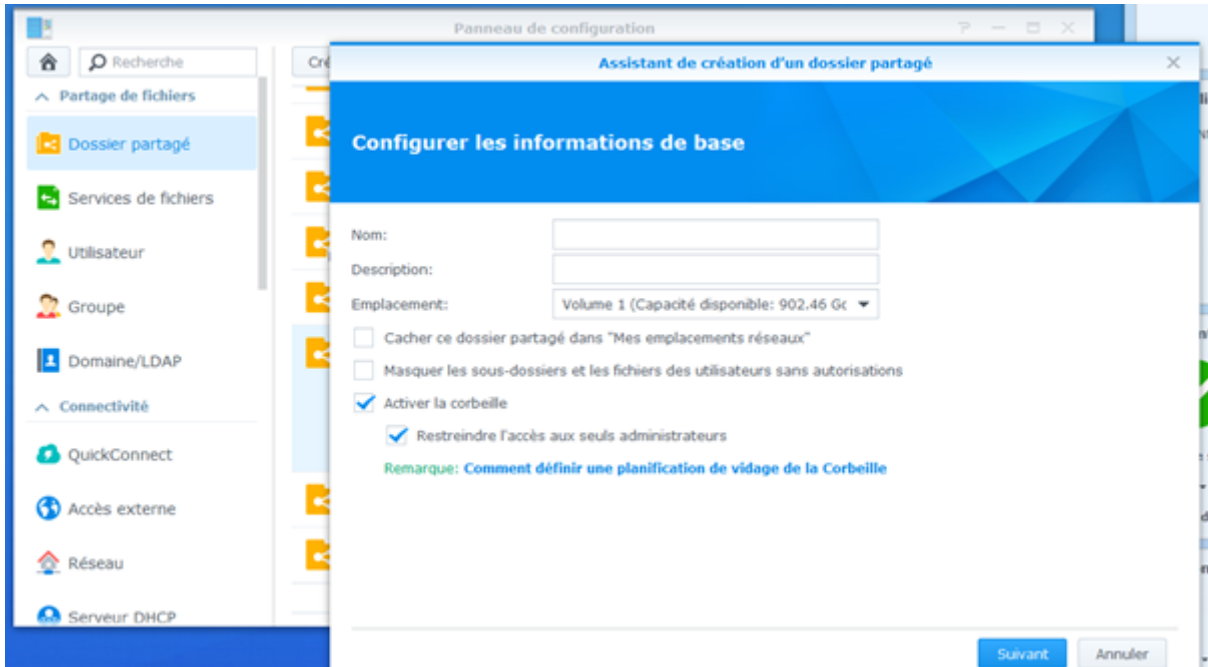 Panneau de configuration
Recherche
Cré
Partage de fichiers
Dossier partagé
Services de fichiers
Utilisateur
Groupe
Domaine/LDAP
Connectivité
QuickConnect
Accès externe
Réseau
Serveur DHCP
Assistant de création d'un dossier partagé
Configurer les informations de base
Nom:
Description:
Emplacement: Volume 1 (Capacité disponible: 902.46 Gc
Cacher ce dossier partagé dans "Mes emplacements réseaux"
Masquer les sous-dossiers et les fichiers des utilisateurs sans autorisations
Activer la corbeille
Restreindre l'accès aux seuls administrateurs
Remarque: Comment définir une planification de vidage de la Corbeille
Suivant Annuler